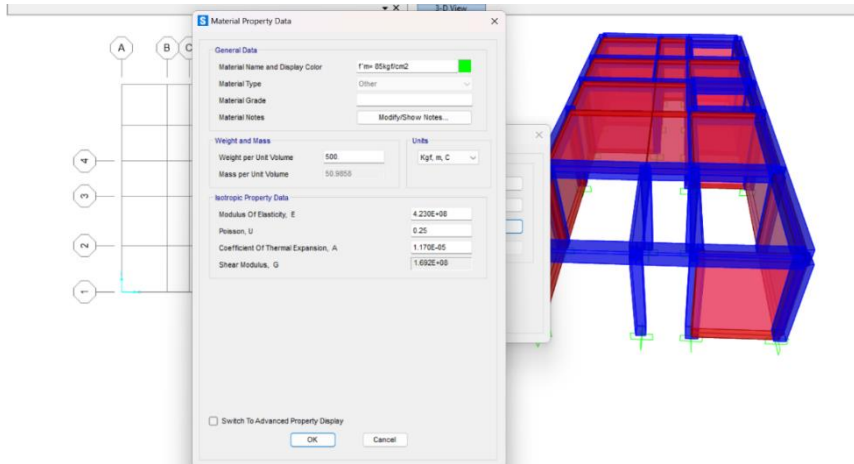 3-D View
Material Property Data
General Data
Material Name and Display Color f'm= 65kgf/cm2
Material Type Other
Material Grade
Material Notes Modify/Show Notes...
Weight and Mass
Units
Weight per Unit Volume 500. Kgf, m, C
Mass per Unit Volume 50.9858
Isotropic Property Data
Modulus Of Elasticity, E 4.230E+08
Poisson, U 0.25
Coefficient Of Thermal Expansion, A 1.170E-05
Shear Modulus, G 1.692E+08
Switch To Advanced Property Display
OK Cancel
A B C
4
3
2
1